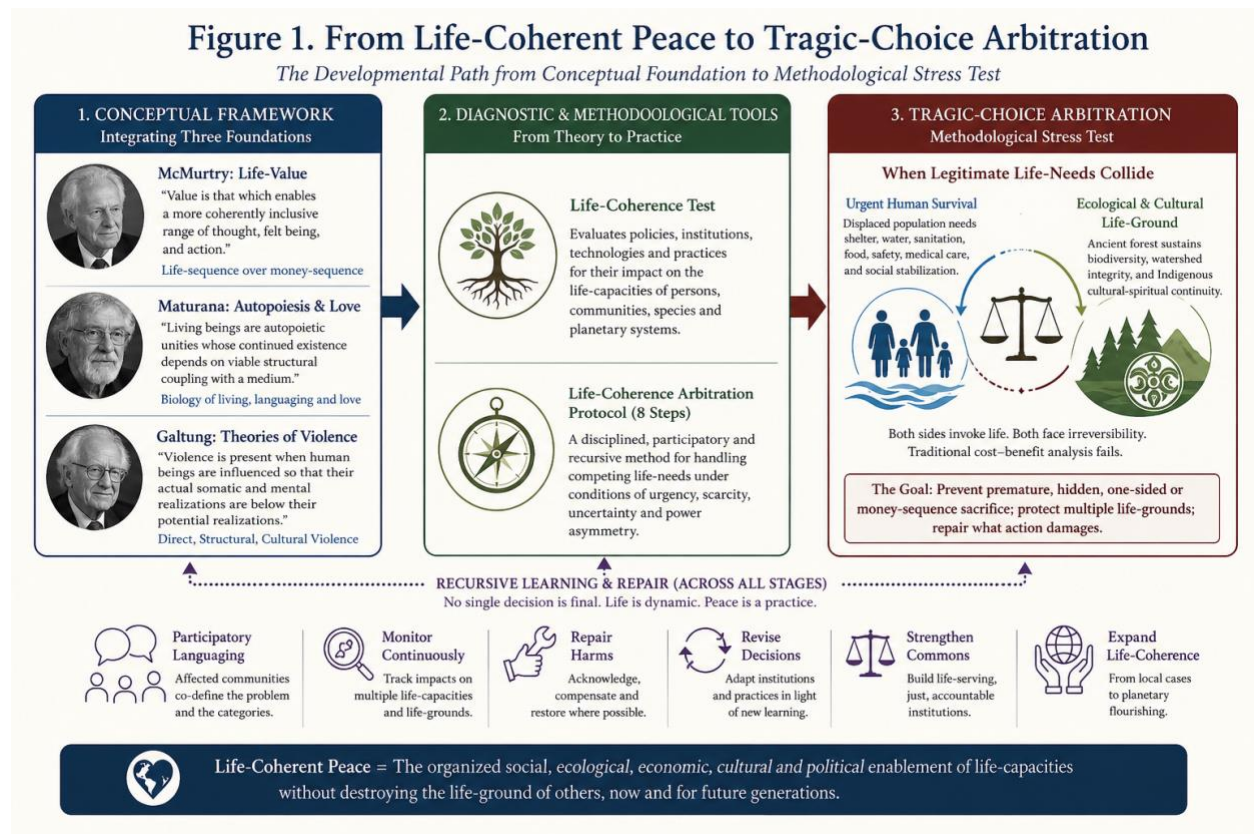 Figure 1. From Life-Coherent Peace to Tragic-Choice Arbitration
The Developmental Path from Conceptual Foundation to Methodological Stress Test
1. CONCEPTUAL FRAMEWORK
Integrating Three Foundations
McMurtry: Life-Value
“Value is that which enables
a more coherently inclusive
range of thought, felt being,
and action.”
Life-sequence over money-sequence
Maturana: Autopoiesis & Love
“Living beings are autopoietic
unities whose continued existence
depends on viable structural
coupling with a medium.”
Biology of living, languaging and love
Galtung: Theories of Violence
“Violence is present when human
beings are influenced so that their
actual somatic and mental
realizations are below their
potential realizations.”
Direct, Structural, Cultural Violence
2. DIAGNOSTIC & METHODOOLOGICAL TOOLS
From Theory to Practice
Life-Coherence Test
Evaluates policies, institutions,
technologies and practices
for their impact on the
life-capacities of persons,
communities, species and
planetary systems.
Life-Coherence Arbitration
Protocol (8 Steps)
A disciplined, participatory and
recursive method for handling
competing life-needs under
conditions of urgency, scarcity,
uncertainty and power
asymmetry.
3. TRAGIC-CHOICE ARBITRATION
Methodological Stress Test
When Legitimate Life-Needs Collide
Urgent Human Survival
Displaced population needs
shelter, water, sanitation,
food, safety, medical care,
and social stabilization.
Ecological & Cultural
Life-Ground
Ancient forest sustains
biodiversity, watershed
integrity, and Indigenous
cultural-spiritual continuity.
Both sides invoke life. Both face irreversibility.
Traditional cost–benefit analysis fails.
The Goal: Prevent premature, hidden, one-sided or
money-sequence sacrifice; protect multiple life-grounds;
repair what action damages.
RECURSIVE LEARNING & REPAIR (ACROSS ALL STAGES)
No single decision is final. Life is dynamic. Peace is a practice.
Participatory
Languaging
Affected communities
co-define the problem
and the categories.
Monitor
Continuously
Track impacts on
multiple life-capacities
and life-grounds.
Repair
Harms
Acknowledge,
compensate and
restore where possible.
Revise
Decisions
Adapt institutions
and practices in light
of new learning.
Strengthen
Commons
Build life-serving,
just, accountable
institutions.
Expand
Life-Coherence
From local cases
to planetary
flourishing.
Life-Coherent Peace = The organized social, ecological, economic, cultural and political enablement of life-capacities
without destroying the life-ground of others, now and for future generations.